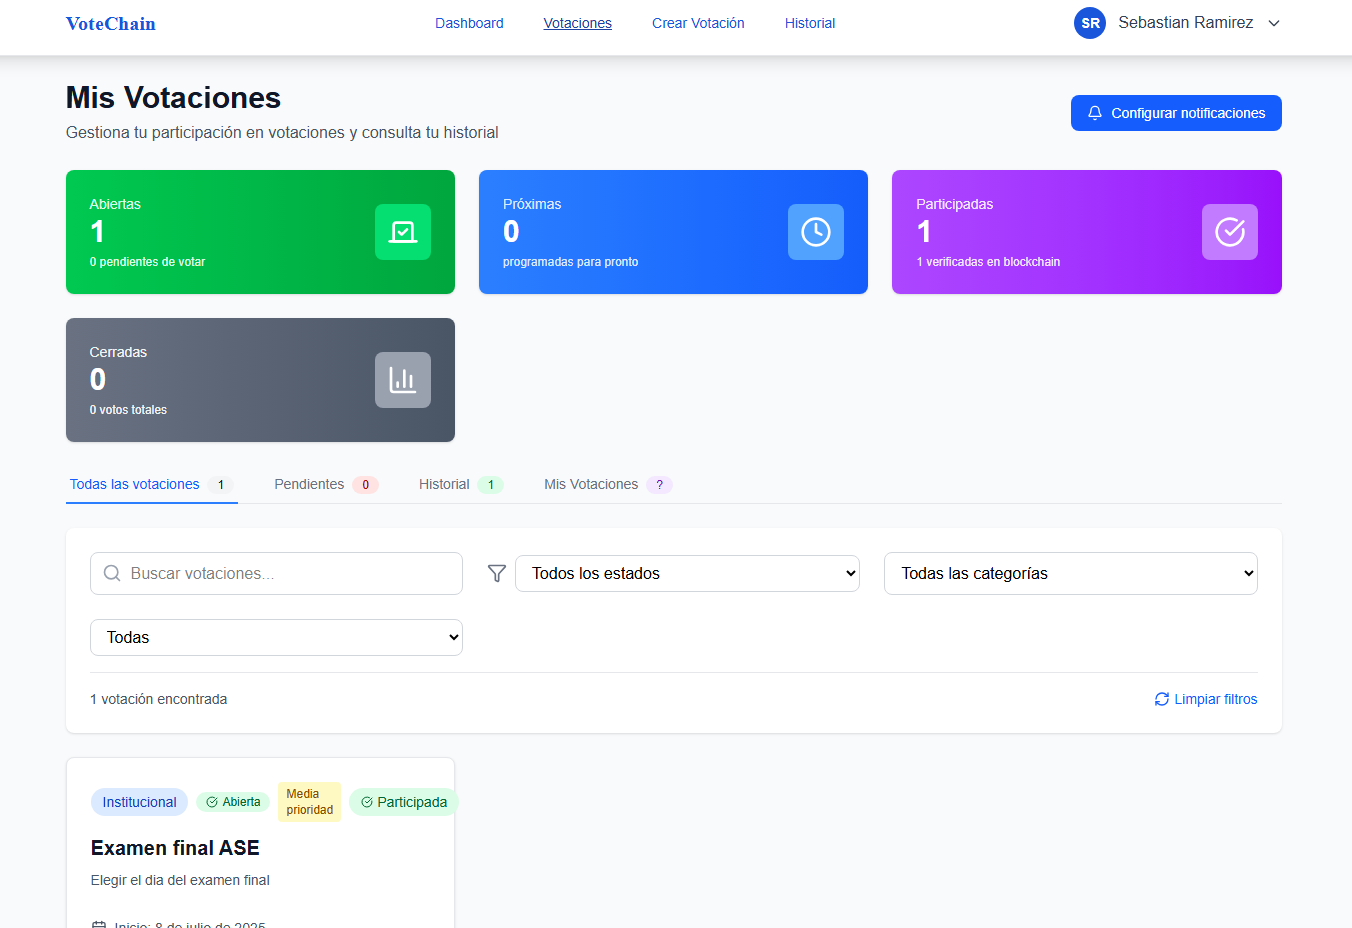 VoteChain
Dashboard
Votaciones
Crear Votación
Historial
SR
Sebastian Ramirez
Mis Votaciones
Gestiona tu participación en votaciones y consulta tu historial
Configurar notificaciones
Abiertas
1
0 pendientes de votar
Próximas
0
programadas para pronto
Participadas
1
1 verificadas en blockchain
Cerradas
0
0 votos totales
Todas las votaciones 1
Pendientes 0
Historial 1
Mis Votaciones ?
Buscar votaciones...
Todos los estados
Todas las categorías
Todas
1 votación encontrada
Limpiar filtros
Institucional
Abierta
Media
prioridad
Participada
Examen final ASE
Elegir el dia del examen final
Inicio: 8 de julio de 2025